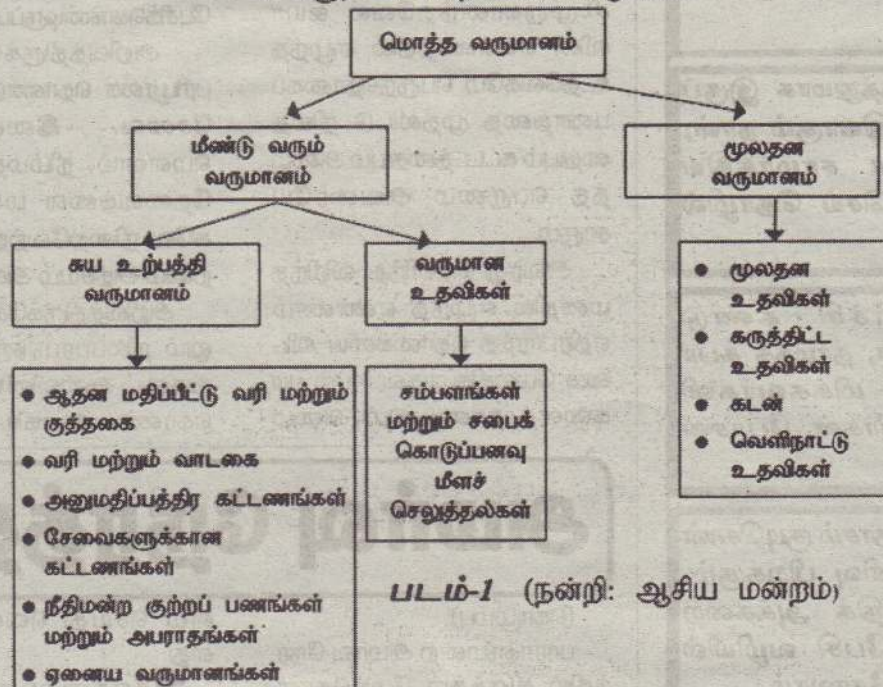 மொத்த வருமானம்
மீண்டு வரும்
வருமானம்
மூலதன
வருமானம்
சுய உற்பத்தி
வருமானம்
வருமான
உதவிகள்
● மூலதன
உதவிகள்
● கருத்திட்ட
உதவிகள்
● கடன்
● வெளிநாட்டு
உதவிகள்
● ஆதன மதிப்பீட்டு வரி மற்றும்
குத்தகை
● வரி மற்றும் வாடகை
● அனுமதிப்பத்திர கட்டணங்கள்
● சேவைகளுக்கான
கட்டணங்கள்
● நீதிமன்ற குற்றப் பணங்கள்
மற்றும் அபராதங்கள்
● ஏனைய வருமானங்கள்
சம்பளங்கள்
மற்றும் சபைக்
கொடுப்பனவு
மீளச்
செலுத்தல்கள்
படம்-1 (நன்றி: ஆசிய மன்றம்)